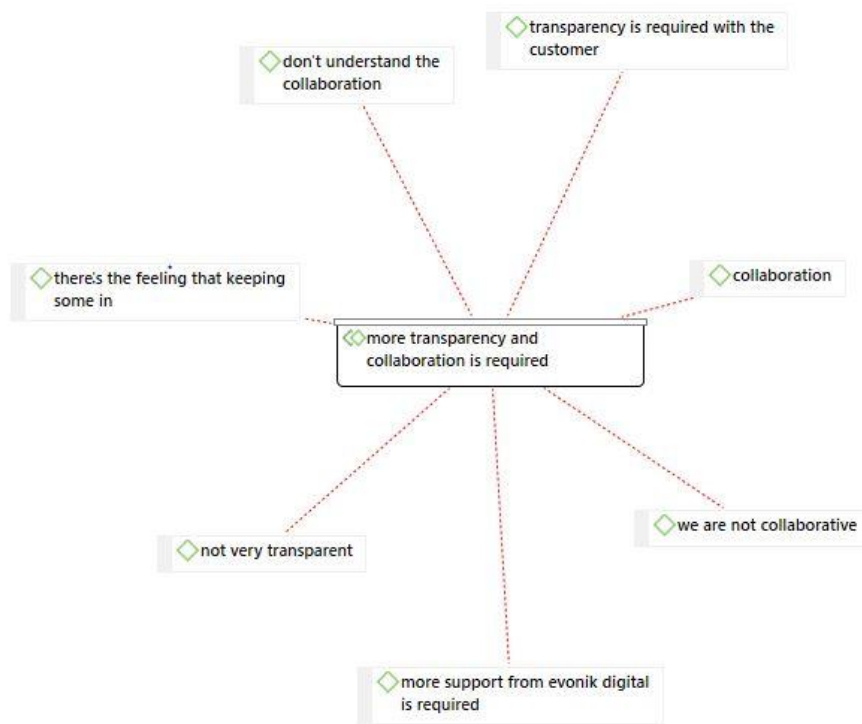 transparency is required with the
customer
don't understand the
collaboration
there's the feeling that keeping
some in
collaboration
more transparency and
collaboration is required
we are not collaborative
not very transparent
more support from evonik digital
is required